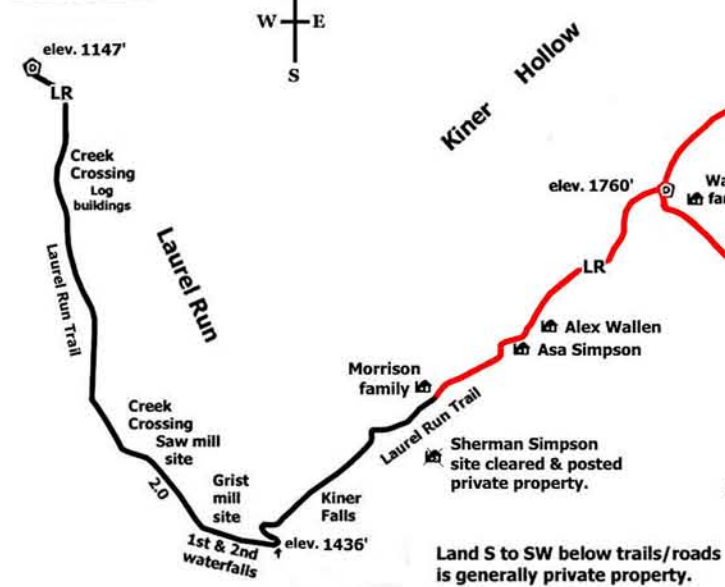 W E
S
elev. 1147'
LR
Creek
Crossing
Log
buildings
Laurel Run Trail
Laurel Run
Kiner Hollow
elev. 1760'
LR
Alex Wallen
Asa Simpson
Morrison
family
Laurel Run Trail
Creek
Crossing
Saw mill
site
2.0
Grist
mill
site
1st & 2nd
waterfalls
elev. 1436'
Kiner
Falls
Sherman Simpson
site cleared & posted
private property.
Land S to SW below trails/roads
is generally private property.